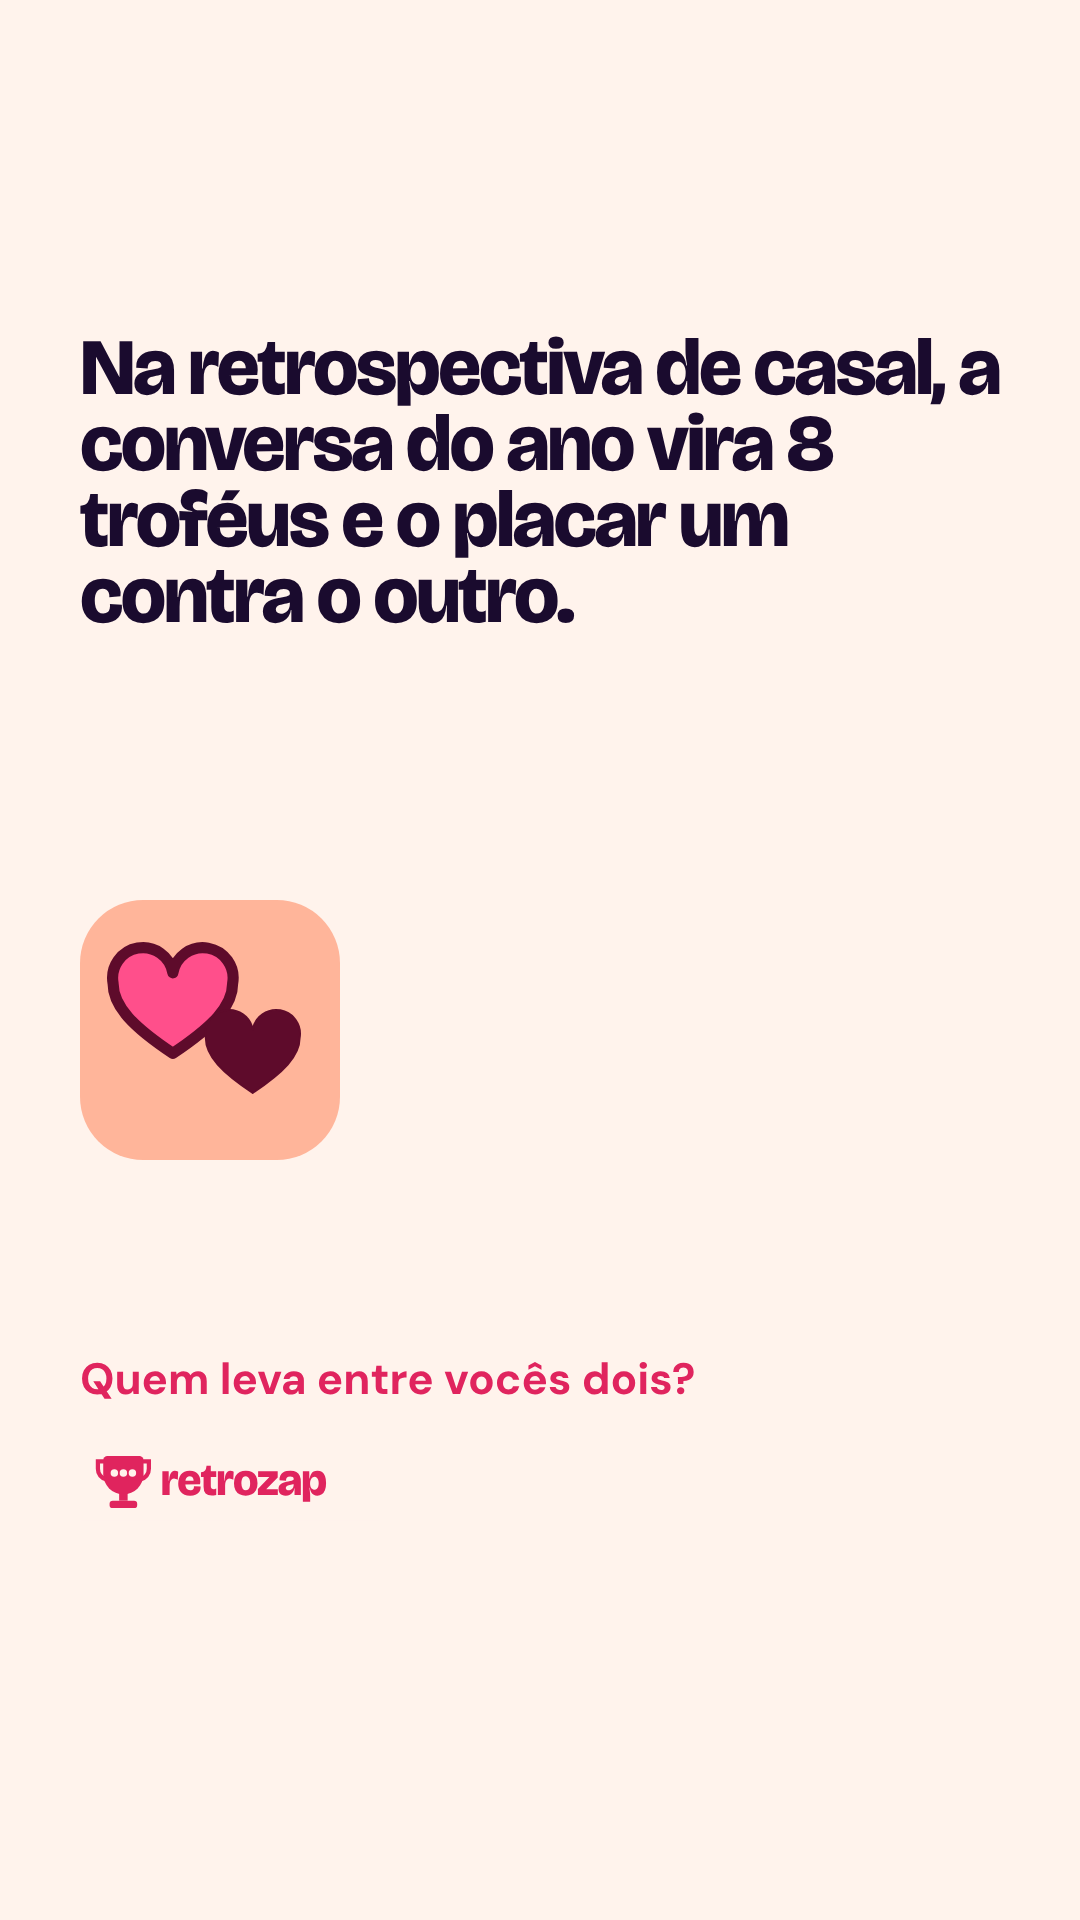 Na retrospectiva de casal, a
conversa do ano vira 8
troféus e o placar um
contra o outro.
Quem leva entre vocês dois?
retrozap